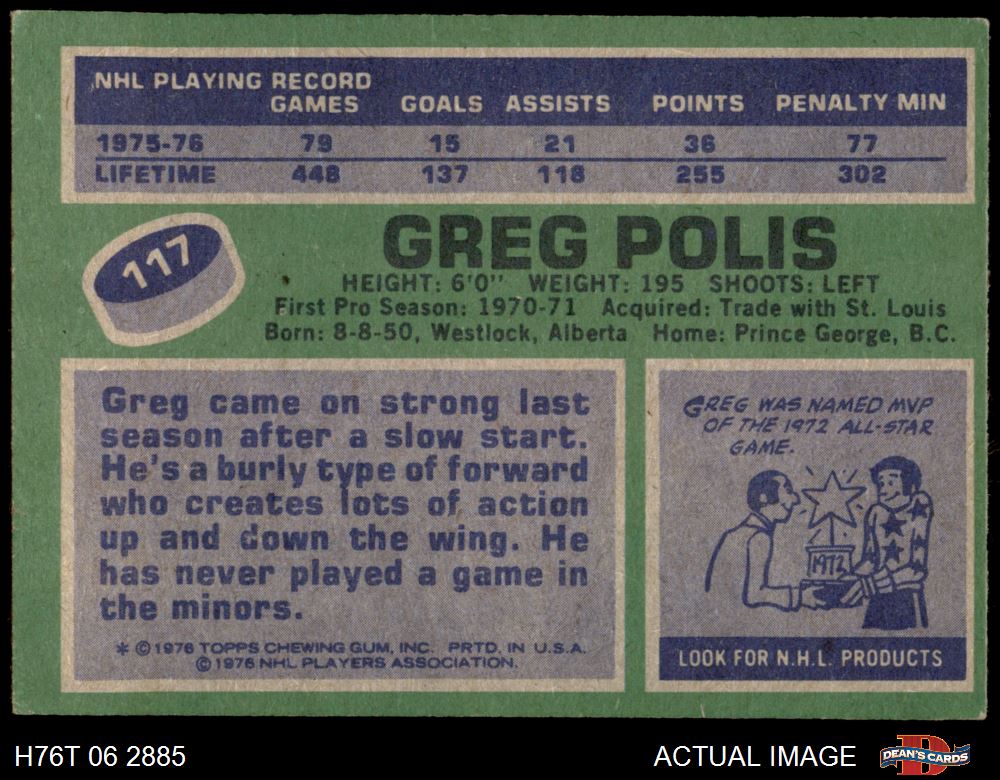 NHL PLAYING RECORD
GAMES GOALS ASSISTS POINTS PENALTY MIN
1975-76 79 15 21 36 77
LIFETIME 448 137 118 255 302
117
GREG POLIS
HEIGHT: 6'0" WEIGHT: 195 SHOOTS: LEFT
First Pro Season: 1970-71 Acquired: Trade with St. Louis
Born: 8-8-50, Westlock, Alberta Home: Prince George, B.C.
Greg came on strong last
season after a slow start.
He's a burly type of forward
who creates lots of action
up and down the wing. He
has never played a game in
the minors.
* © 1976 TOPPS CHEWING GUM, INC. PRTD. IN U.S.A.
© 1976 NHL PLAYERS ASSOCIATION.
GREG WAS NAMED MVP
OF THE 1972 ALL-STAR
GAME.
1972
LOOK FOR N.H.L. PRODUCTS
H76T 06 2885 ACTUAL IMAGE
D
DEAN'S CARDS